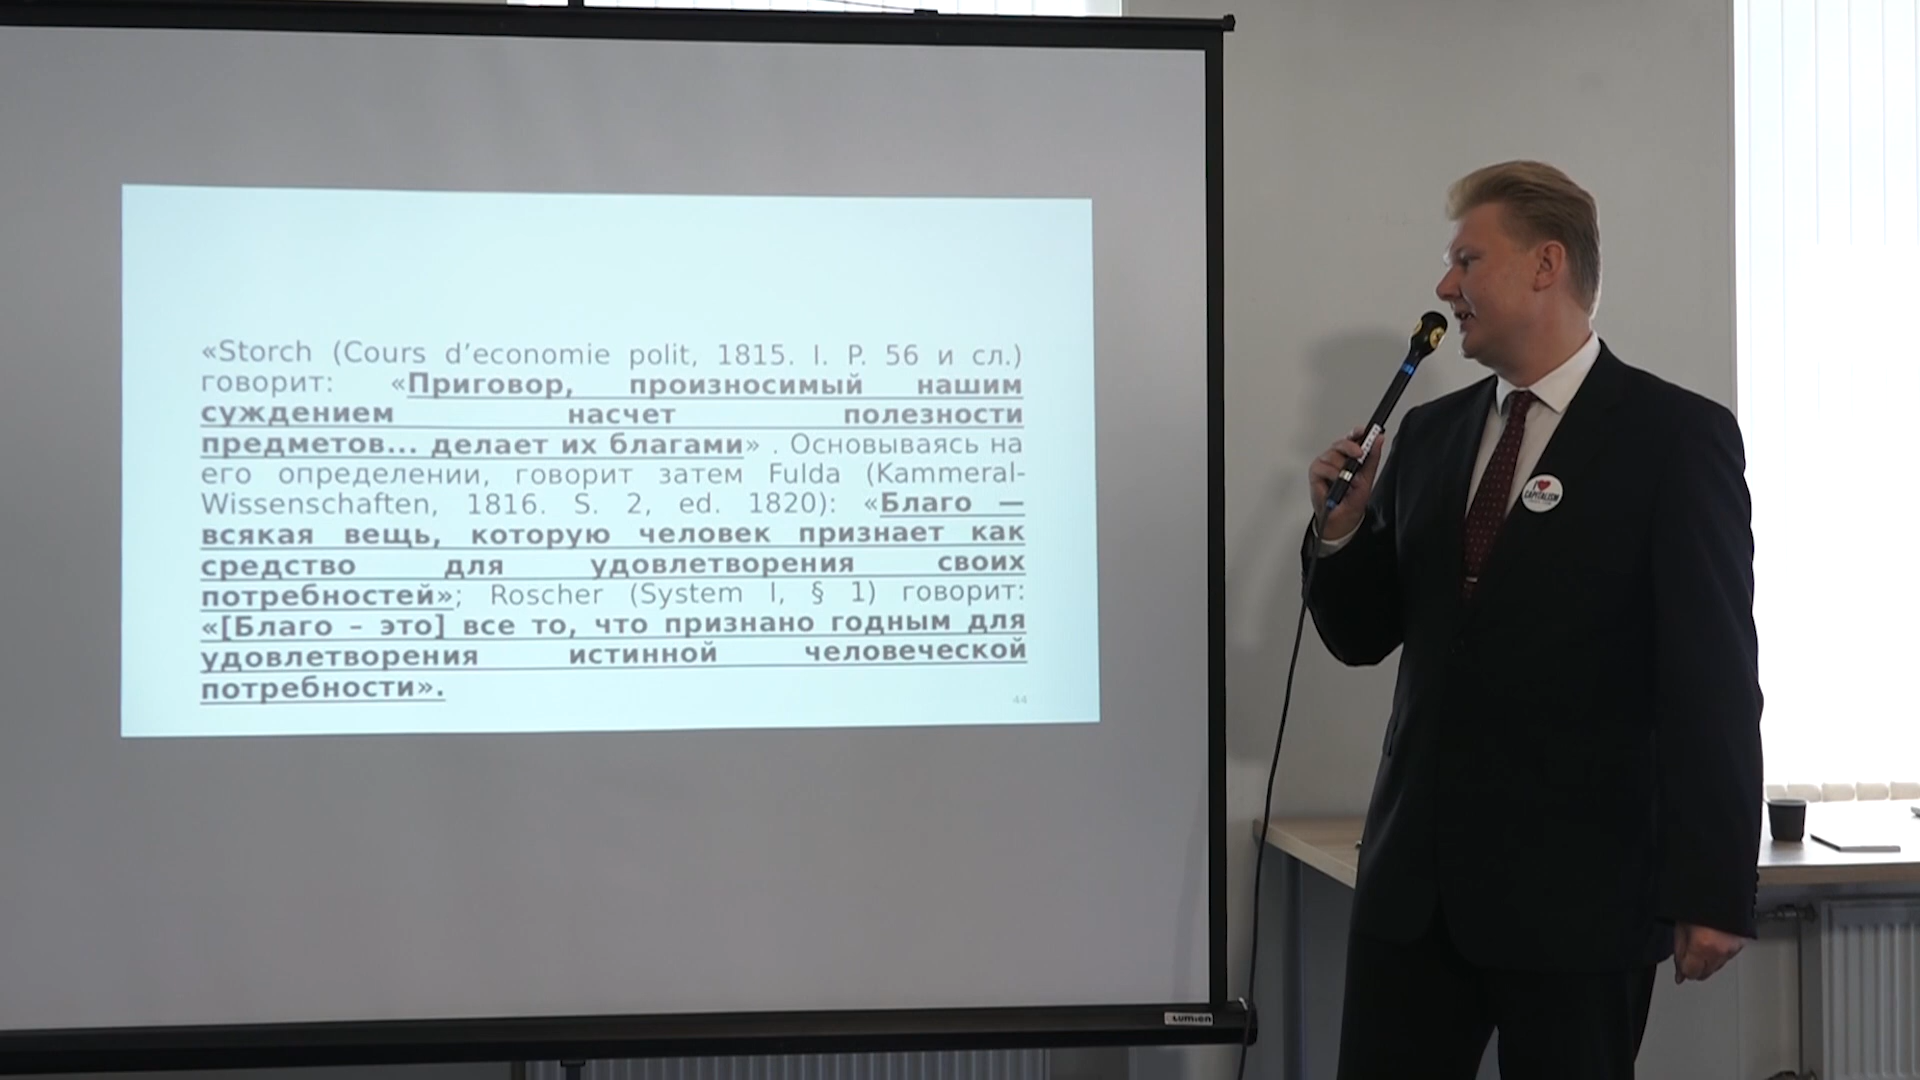 «Storch (Cours d’economie polit, 1815. I. P. 56 и сл.)
говорит: «Приговор, произносимый нашим
суждением насчет полезности
предметов... делает их благами» . Основываясь на
его определении, говорит затем Fulda (Kammeral-
Wissenschaften, 1816. S. 2, ed. 1820): «Благо —
всякая вещь, которую человек признает как
средство для удовлетворения своих
потребностей»; Roscher (System I, § 1) говорит:
«[Благо – это] все то, что признано годным для
удовлетворения истинной человеческой
потребности».
44
I
CAPITALISM
Lumien